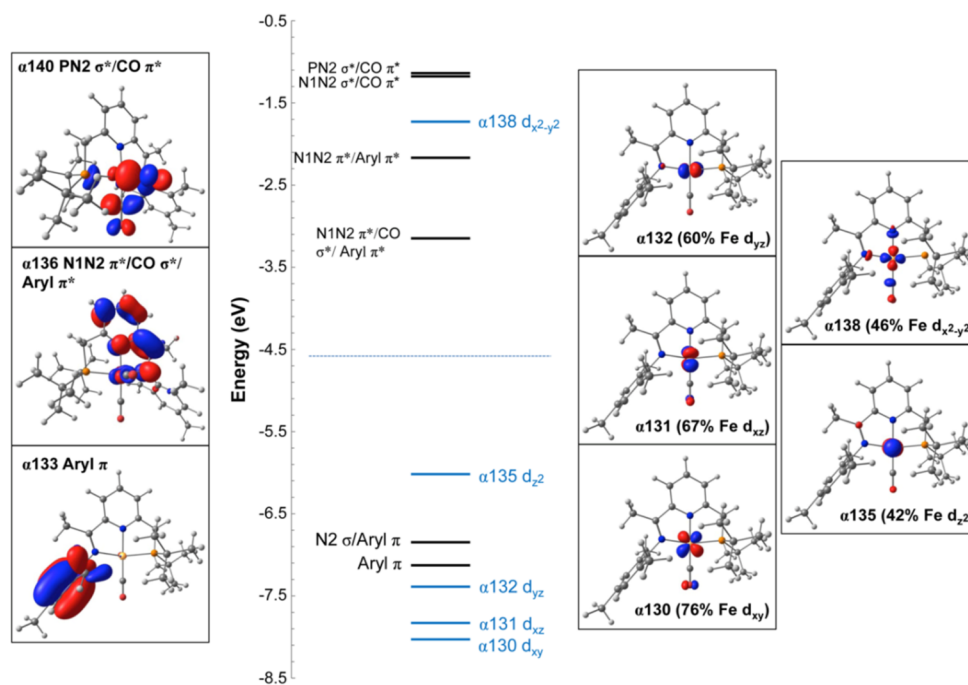 α140 PN2 σ*/CO π*
α136 N1N2 π*/CO σ*/
Aryl π*
α133 Aryl π
Energy (eV)
-0.5
-1.5
-2.5
-3.5
-4.5
-5.5
-6.5
-7.5
-8.5
PN2 σ*/CO π*
N1N2 σ*/CO π*
α138 dx²-y²
N1N2 π*/Aryl π*
N1N2 π*/CO
σ*/ Aryl π*
α135 dz²
N2 σ/Aryl π
Aryl π
α132 dyz
α131 dxz
α130 dxy
α132 (60% Fe dyz)
α131 (67% Fe dxz)
α130 (76% Fe dxy)
α138 (46% Fe dx²-y²)
α135 (42% Fe dz²)